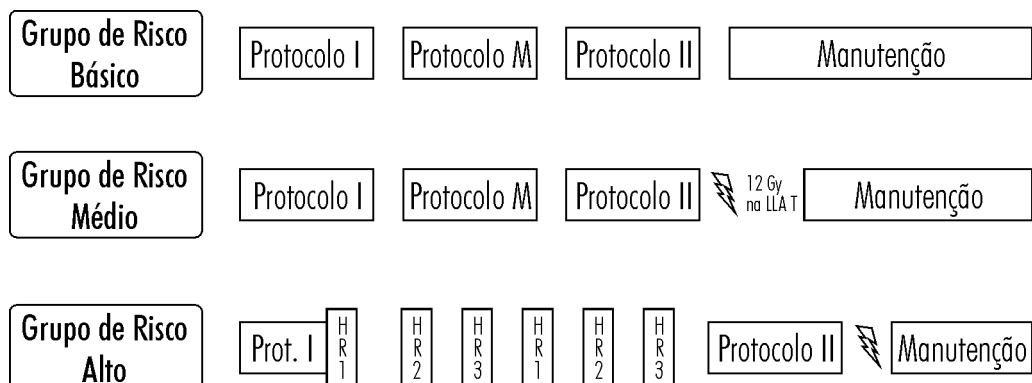 Grupo de Risco
Básico
Protocolo I
Protocolo M
Protocolo II
Manutenção
Grupo de Risco
Médio
Protocolo I
Protocolo M
Protocolo II
12 Gy
na LLA T
Manutenção
Grupo de Risco
Alto
Prot. I
HR1
HR2
HR3
HR1
HR2
HR3
Protocolo II
Manutenção